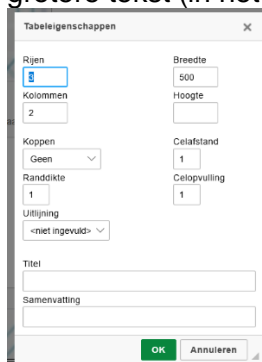 grotere tekst (in het
Tabeleigenschappen
Rijen Breedte
3 500
Kolommen Hoogte
2
Koppen Celafstand
Geen 1
Randdikte Celopvulling
1 1
Uitlijning
<niet ingevuld>
Titel
Samenvatting
OK Annuleren